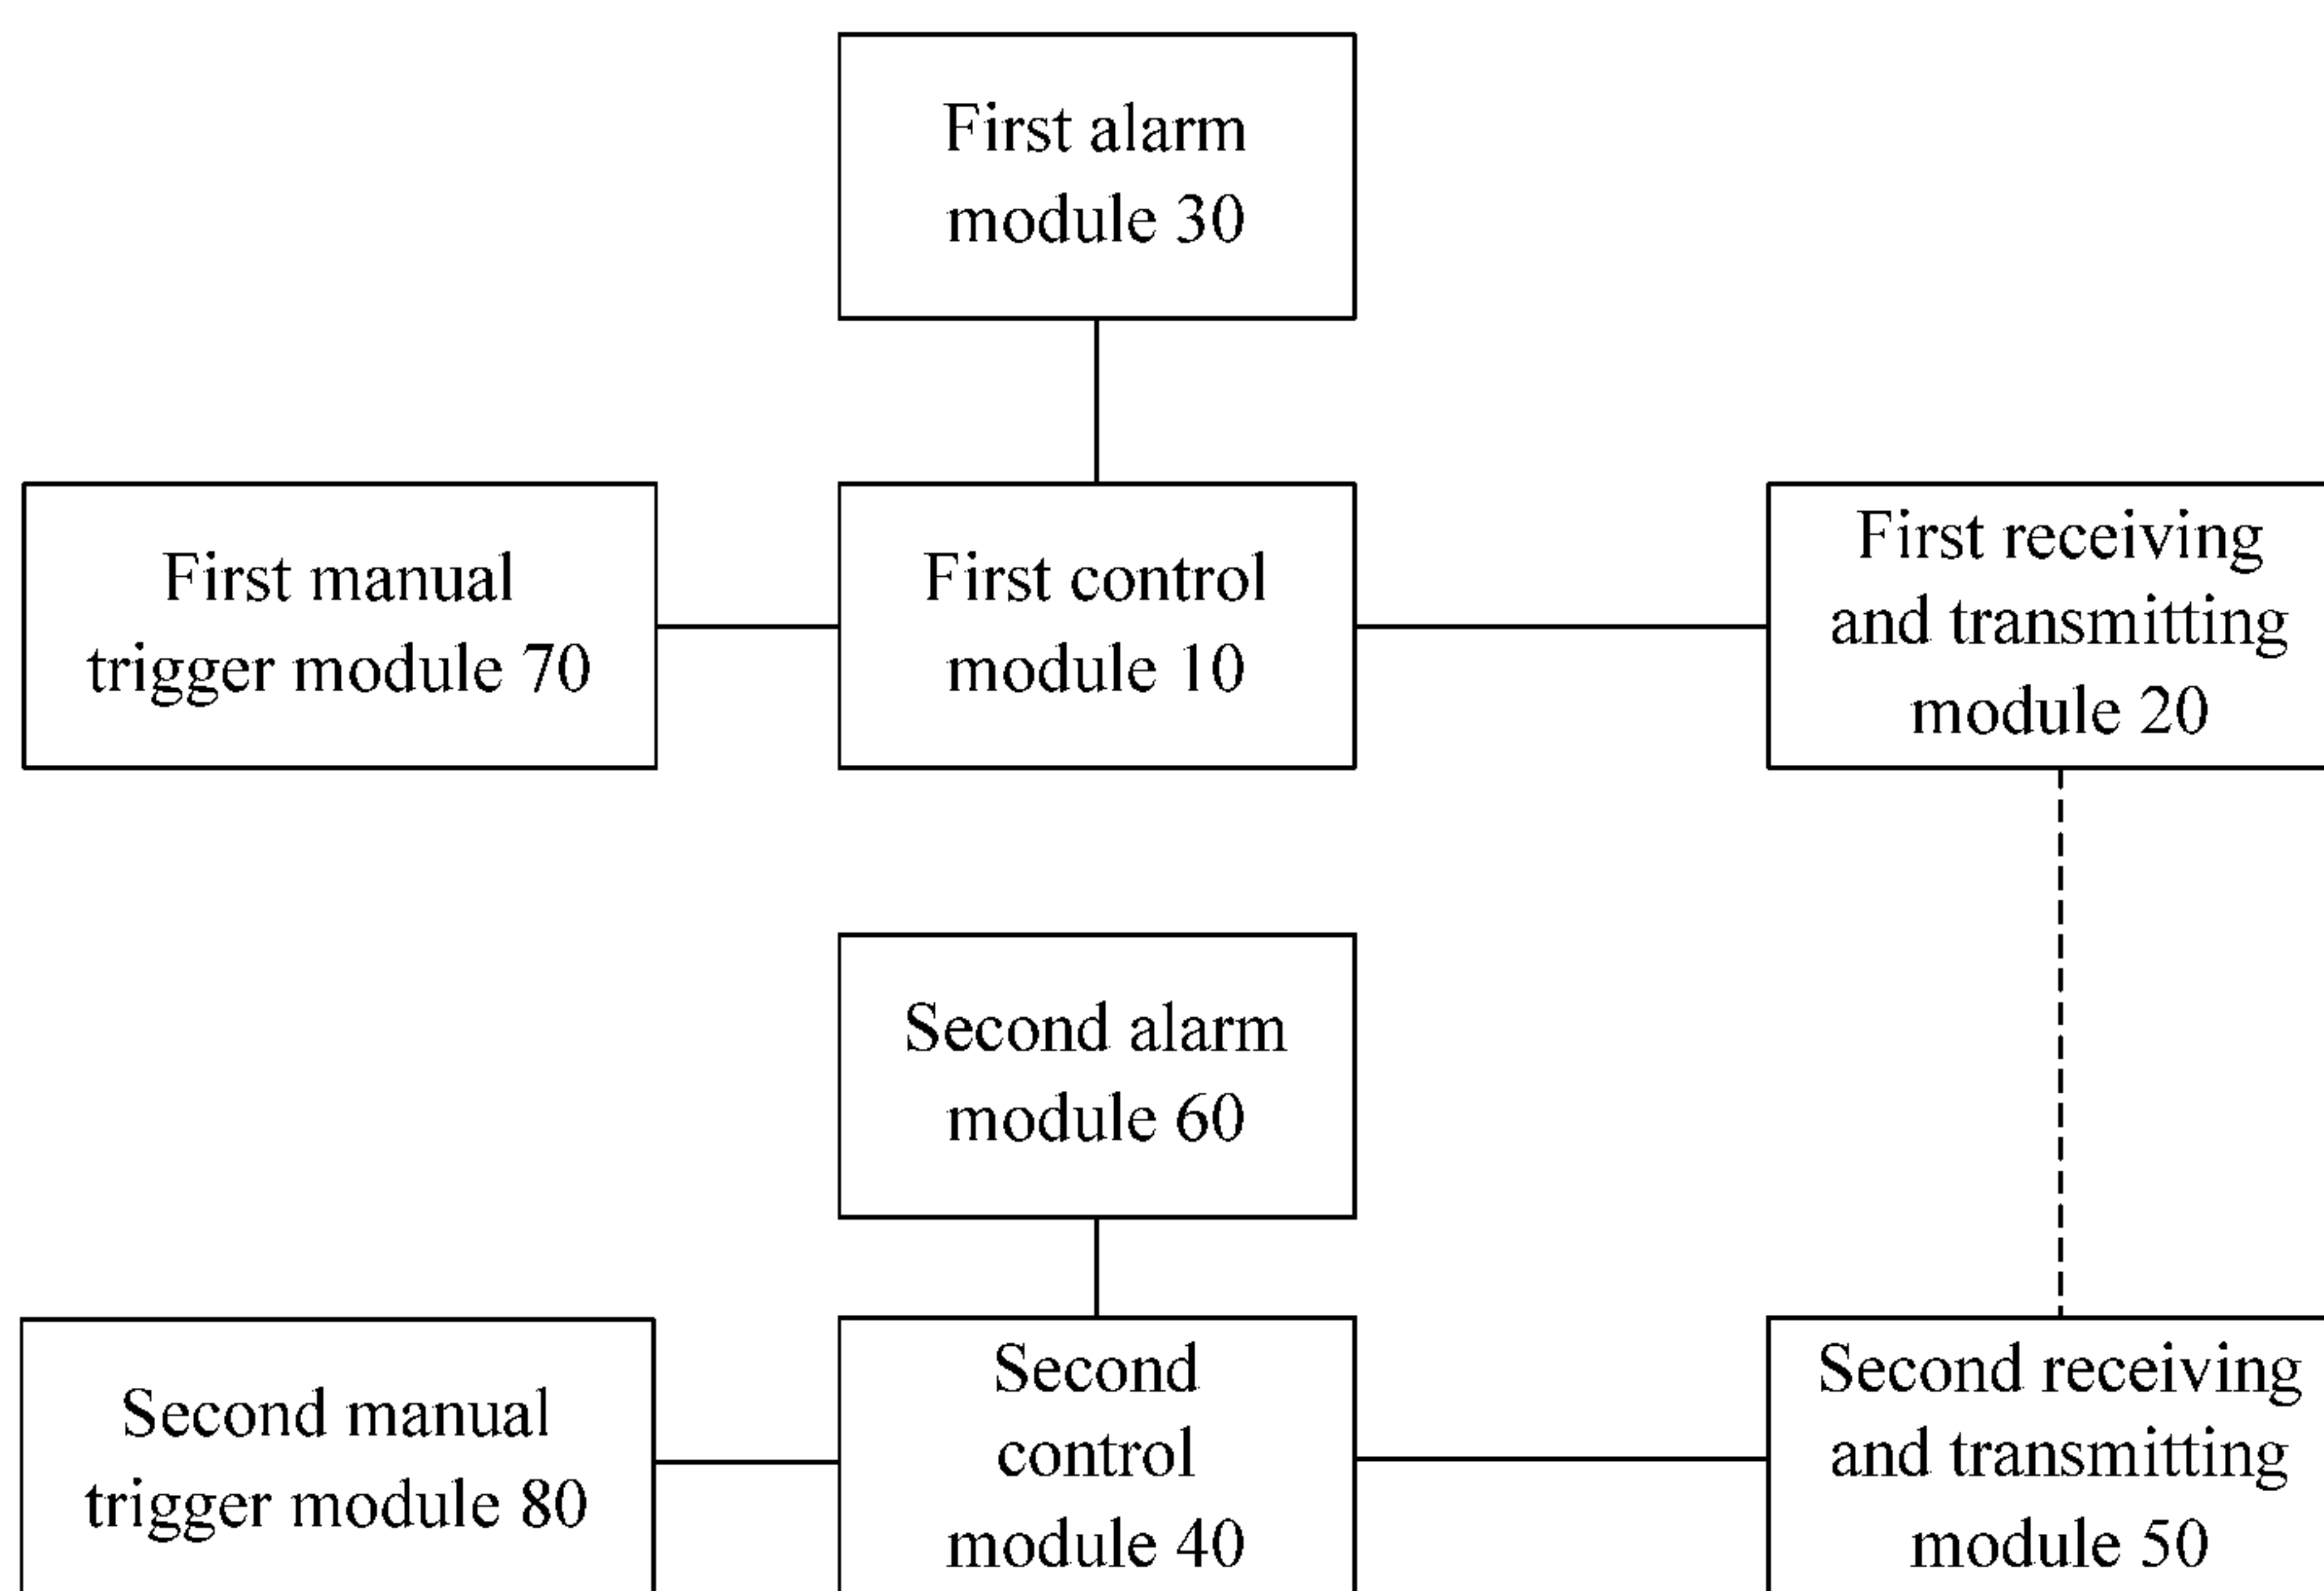 First alarm
module 30
First manual
trigger module 70
First control
module 10
First receiving
and transmitting
module 20
Second alarm
module 60
Second manual
trigger module 80
Second
control
module 40
Second receiving
and transmitting
module 50